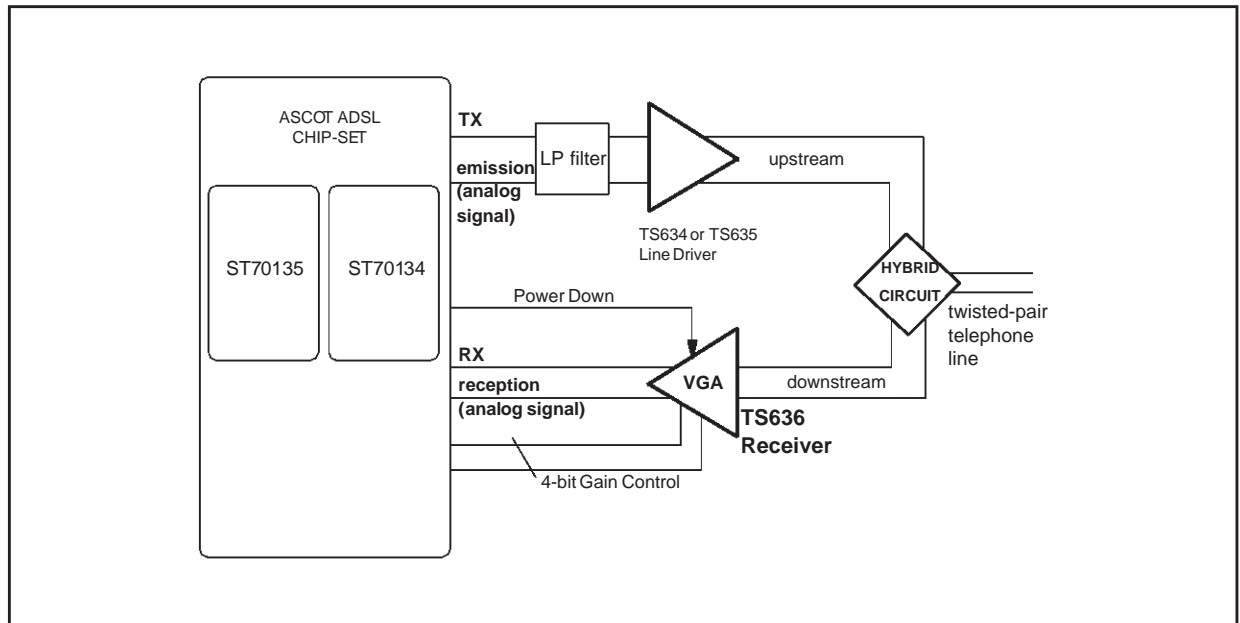 ASCOT ADSL
CHIP-SET
ST70135
ST70134
TX
emission
(analog
signal)
LP filter
TS634 or TS635
Line Driver
upstream
HYBRID
CIRCUIT
twisted-pair
telephone
line
Power Down
RX
reception
(analog signal)
VGA
downstream
TS636
Receiver
4-bit Gain Control